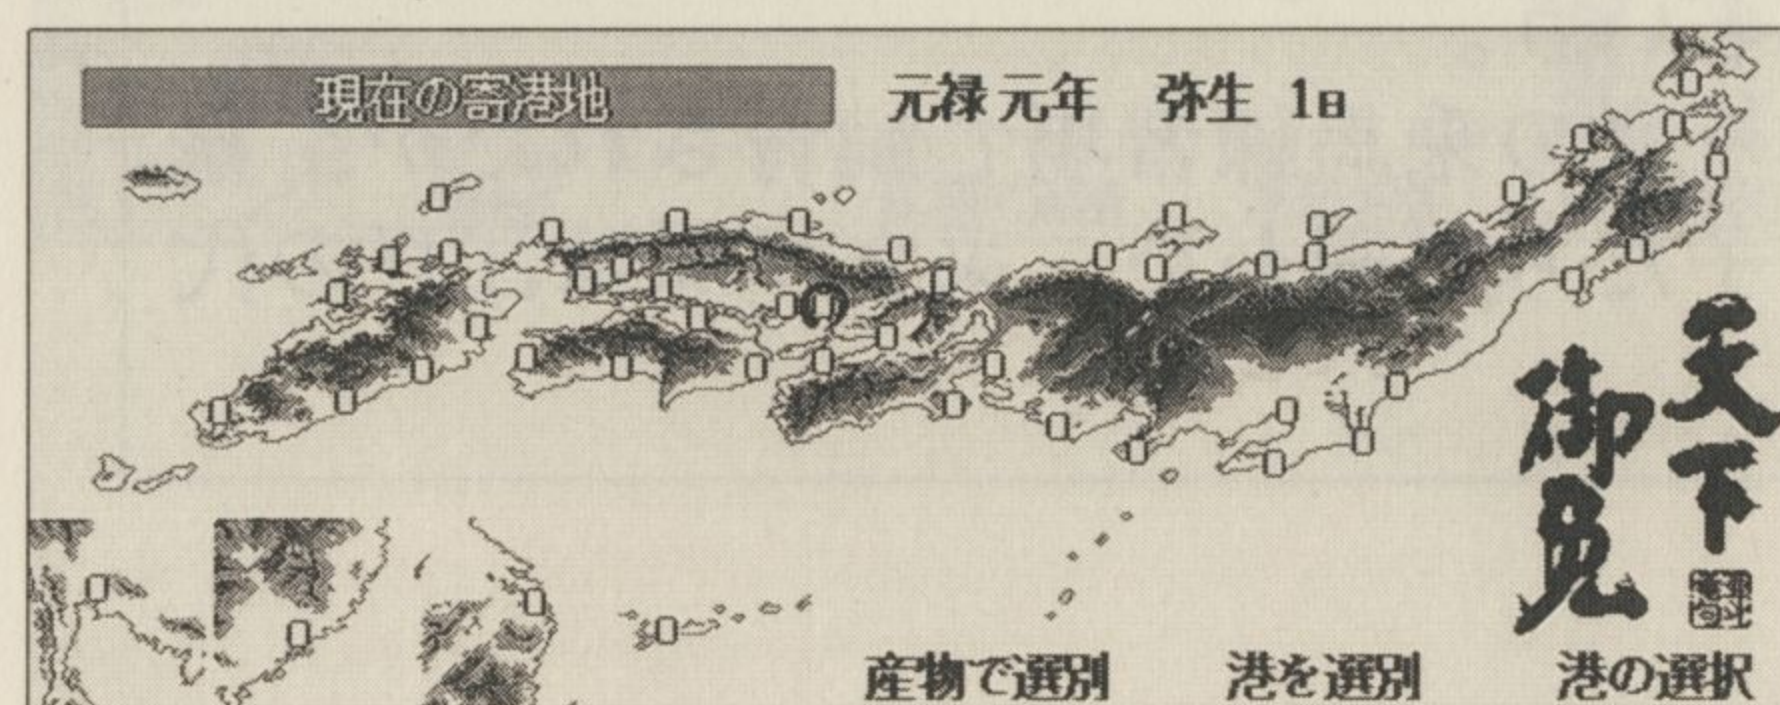 現在の寄港地
元禄元年 弥生 1日
天下
御免
産物で選別 港を選別 港の選択